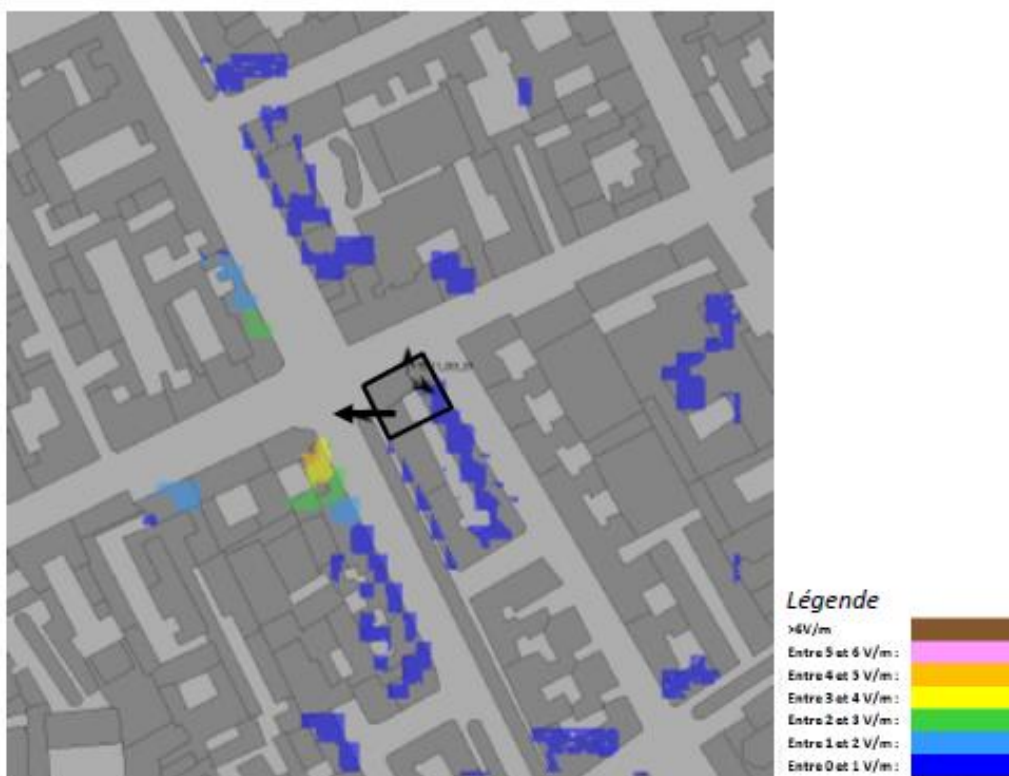 Légende
>6V/m
Entre 5 et 6 V/m :
Entre 4 et 5 V/m :
Entre 3 et 4 V/m :
Entre 2 et 3 V/m :
Entre 1 et 2 V/m :
Entre 0 et 1 V/m :